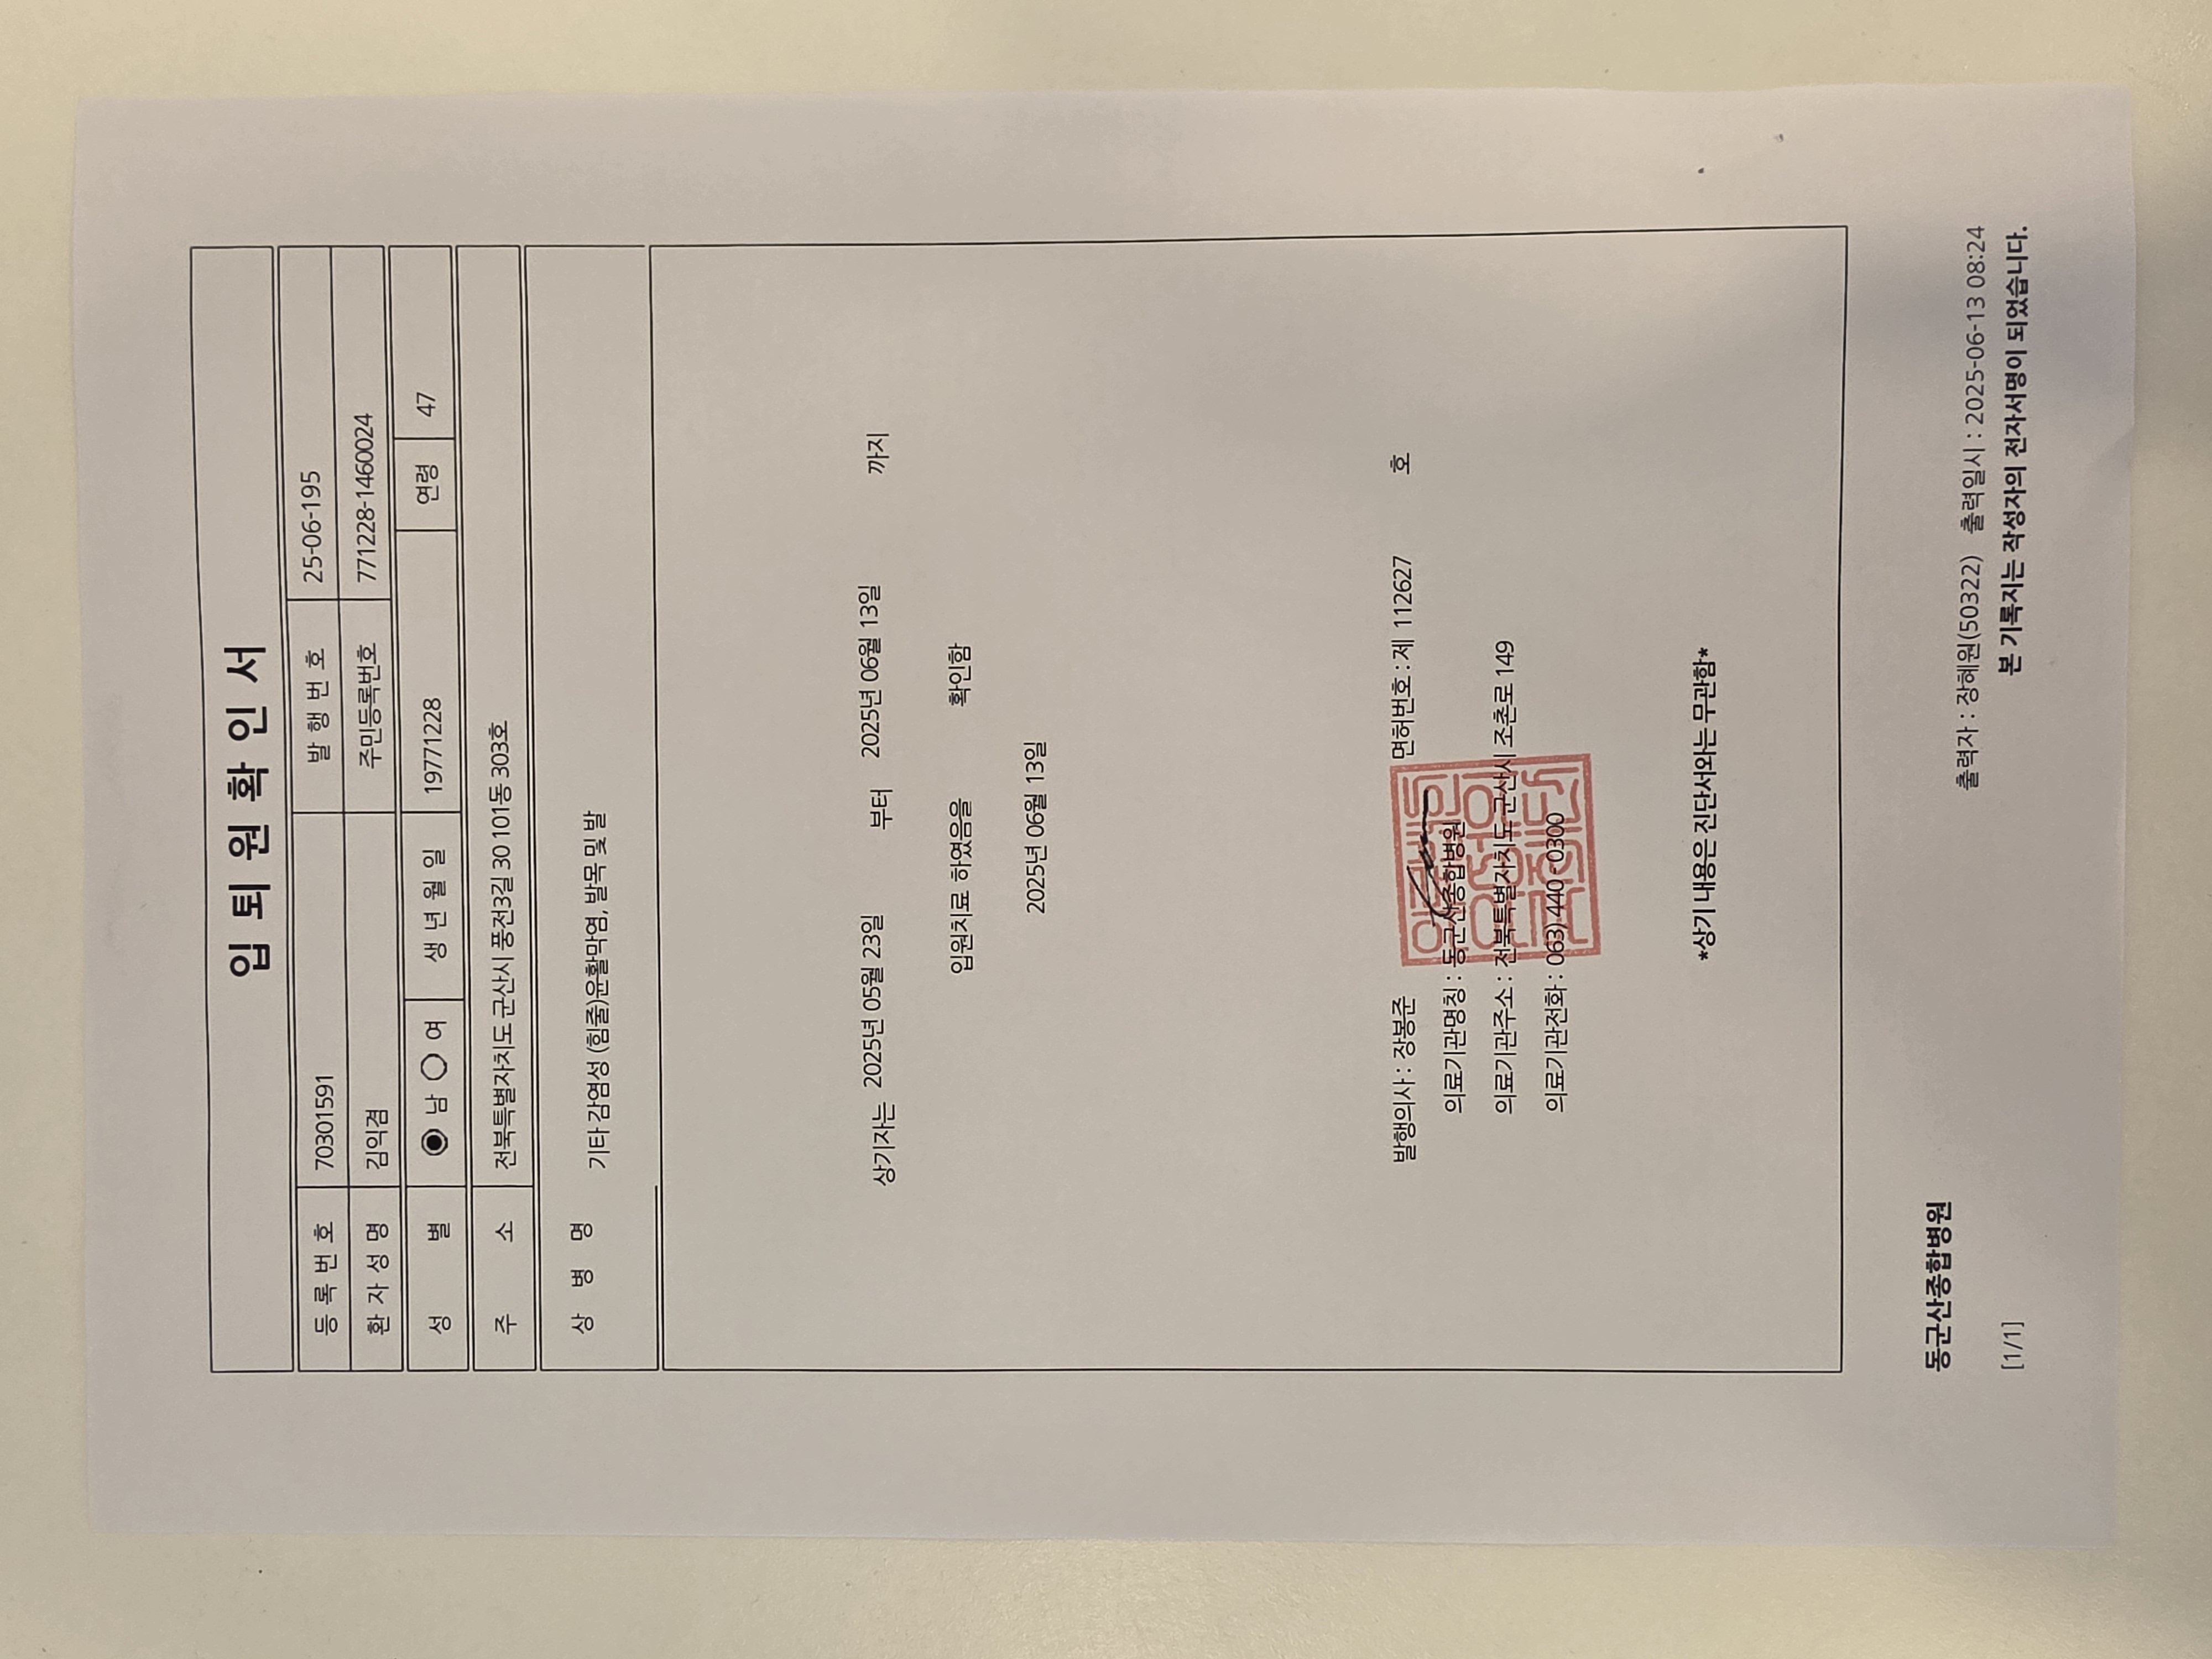 입 퇴 원 확 인 서
등 록 번 호 70301591 발 행 번 호 25-06-195
환 자 성 명 김익겸 주민등록번호 771228-1460024
성 별 남 여 생 년 월 일 19771228 연령 47
주 소 전북특별자치도 군산시 풍전3길 30 101동 303호
상 병 명 기타 감염성 (힘줄)윤활막염, 발목 및 발
상기자는 2025년 05월 23일 부터 2025년 06월 13일 까지
입원치료 하였음을 확인함
2025년 06월 13일
발행의사 : 장봉준 면허번호 : 제 112627 호
의료기관명칭 : 동군산종합병원
의료기관주소 : 전북특별자치도 군산시 조촌로 149
의료기관전화 : 063) 440 - 0300
*상기 내용은 진단서와는 무관함*
동군산종합병원 출력자 : 장혜원(50322) 출력일시 : 2025-06-13 08:24
[1/1] 본 기록지는 작성자의 전자서명이 되었습니다.